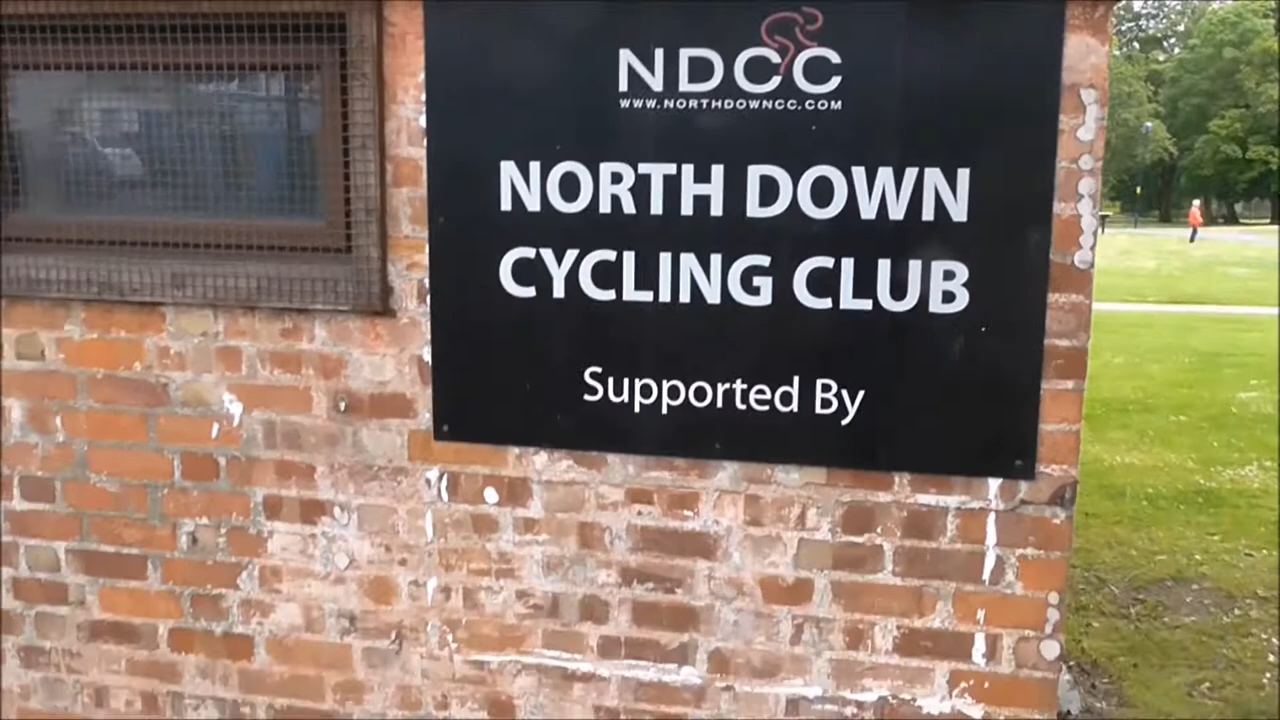 NDCC
WWW.NORTHDOWNCC.COM
NORTH DOWN
CYCLING CLUB
Supported By